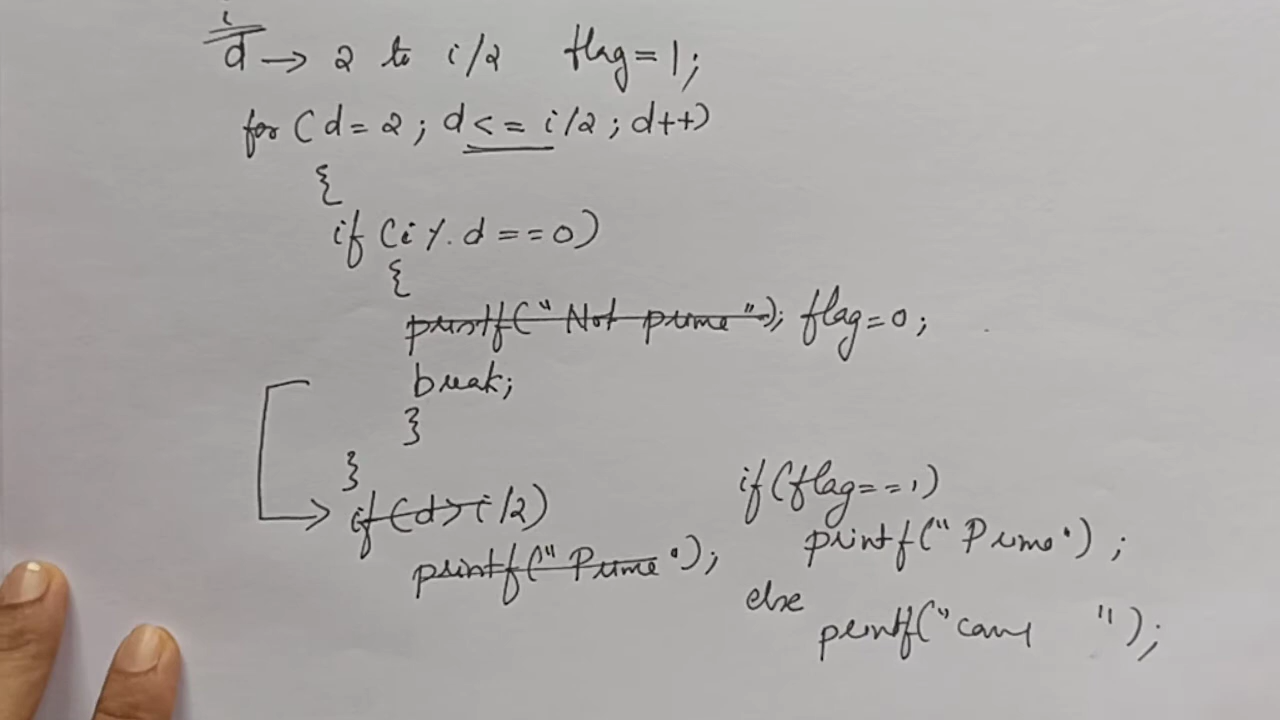 i
d → 2 to i/2 flag=1;
for (d=2; d<=i/2; d++)
{
if (i%d==0)
{
printf("Not prime"); flag=0;
break;
}
}
if (d>i/2)
printf("Prime");
if(flag==1)
printf("Prime");
else
printf(" ");